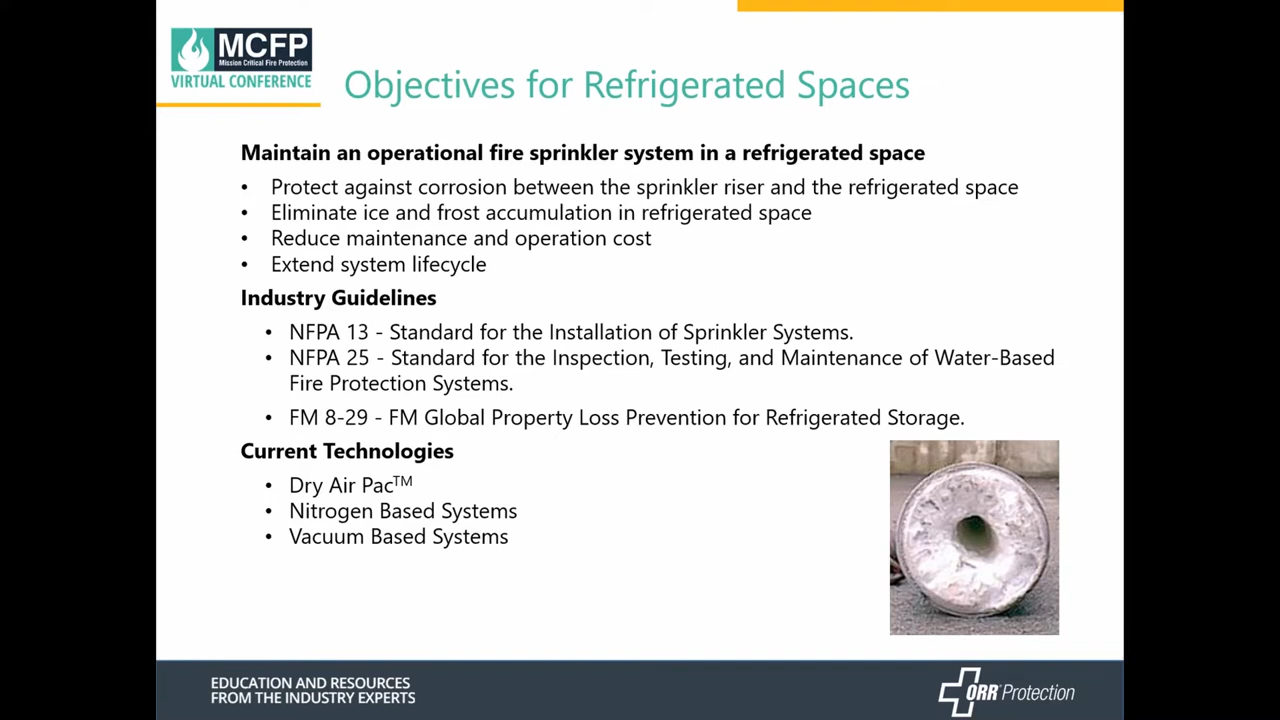 MCFP
Mission Critical Fire Protection
VIRTUAL CONFERENCE
Objectives for Refrigerated Spaces
Maintain an operational fire sprinkler system in a refrigerated space
• Protect against corrosion between the sprinkler riser and the refrigerated space
• Eliminate ice and frost accumulation in refrigerated space
• Reduce maintenance and operation cost
• Extend system lifecycle
Industry Guidelines
• NFPA 13 - Standard for the Installation of Sprinkler Systems.
• NFPA 25 - Standard for the Inspection, Testing, and Maintenance of Water-Based
Fire Protection Systems.
• FM 8-29 - FM Global Property Loss Prevention for Refrigerated Storage.
Current Technologies
• Dry Air Pac™
• Nitrogen Based Systems
• Vacuum Based Systems
EDUCATION AND RESOURCES
FROM THE INDUSTRY EXPERTS
ORR Protection